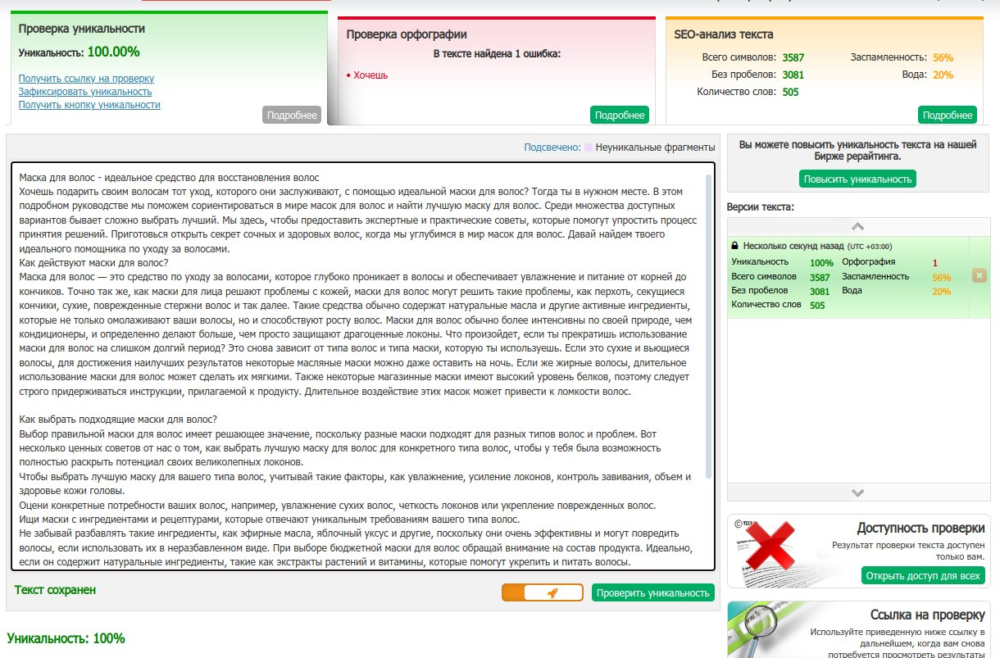 Проверка уникальности
Уникальность: 100.00%
Получить ссылку на проверку
Зафиксировать уникальность
Получить кнопку уникальности
Подробнее
Проверка орфографии
В тексте найдена 1 ошибка:
• Хочешь
Подробнее
SEO-анализ текста
Всего символов: 3587 Заспамленность: 56%
Без пробелов: 3081 Вода: 20%
Количество слов: 505
Подробнее
Подсвечено: Неуникальные фрагменты
Маска для волос - идеальное средство для восстановления волос
Хочешь подарить своим волосам тот уход, которого они заслуживают, с помощью идеальной маски для волос? Тогда ты в нужном месте. В этом
подробном руководстве мы поможем сориентироваться в мире масок для волос и найти лучшую маску для волос. Среди множества доступных
вариантов бывает сложно выбрать лучший. Мы здесь, чтобы предоставить экспертные и практические советы, которые помогут упростить процесс
принятия решений. Приготовься открыть секрет сочных и здоровых волос, когда мы углубимся в мир масок для волос. Давай найдем твоего
идеального помощника по уходу за волосами.
Как действуют маски для волос?
Маска для волос — это средство по уходу за волосами, которое глубоко проникает в волосы и обеспечивает увлажнение и питание от корней до
кончиков. Точно так же, как маски для лица решают проблемы с кожей, маски для волос могут решить такие проблемы, как перхоть, секущиеся
кончики, сухие, поврежденные стержни волос и так далее. Такие средства обычно содержат натуральные масла и другие активные ингредиенты,
которые не только омолаживают ваши волосы, но и способствуют росту волос. Маски для волос обычно более интенсивны по своей природе, чем
кондиционеры, и определенно делают больше, чем просто защищают драгоценные локоны. Что произойдет, если ты прекратишь использование
маски для волос на слишком долгий период? Это снова зависит от типа волос и типа маски, которую ты используешь. Если это сухие и вьющиеся
волосы, для достижения наилучших результатов некоторые масляные маски можно даже оставить на ночь. Если же жирные волосы, длительное
использование маски для волос может сделать их мягкими. Также некоторые магазинные маски имеют высокий уровень белков, поэтому следует
строго придерживаться инструкции, прилагаемой к продукту. Длительное воздействие этих масок может привести к ломкости волос.
Как выбрать подходящие маски для волос?
Выбор правильной маски для волос имеет решающее значение, поскольку разные маски подходят для разных типов волос и проблем. Вот
несколько ценных советов от нас о том, как выбрать лучшую маску для волос для конкретного типа волос, чтобы у тебя была возможность
полностью раскрыть потенциал своих великолепных локонов.
Чтобы выбрать лучшую маску для вашего типа волос, учитывай такие факторы, как увлажнение, усиление локонов, контроль завивания, объем и
здоровье кожи головы.
Оцени конкретные потребности ваших волос, например, увлажнение сухих волос, четкость локонов или укрепление поврежденных волос.
Ищи маски с ингредиентами и рецептурами, которые отвечают уникальным требованиям вашего типа волос.
Не забывай разбавлять такие ингредиенты, как эфирные масла, яблочный уксус и другие, поскольку они очень эффективны и могут повредить
волосы, если использовать их в неразбавленном виде. При выборе бюджетной маски для волос обращай внимание на состав продукта. Идеально,
если он содержит натуральные ингредиенты, такие как экстракты растений и витамины, которые помогут укрепить и питать волосы.
Текст сохранен
Проверить уникальность
Уникальность: 100%
Вы можете повысить уникальность текста на нашей
Бирже рерайтинга.
Повысить уникальность
Версии текста:
Несколько секунд назад (UTC +03:00)
Уникальность 100% Орфография 1
Всего символов 3587 Заспамленность 56%
Без пробелов 3081 Вода 20%
Количество слов 505
Доступность проверки
Результат проверки текста доступен
только вам.
Открыть доступ для всех
Ссылка на проверку
Используйте приведенную ниже ссылку в
дальнейшем, когда вам снова
потребуется просмотреть результаты